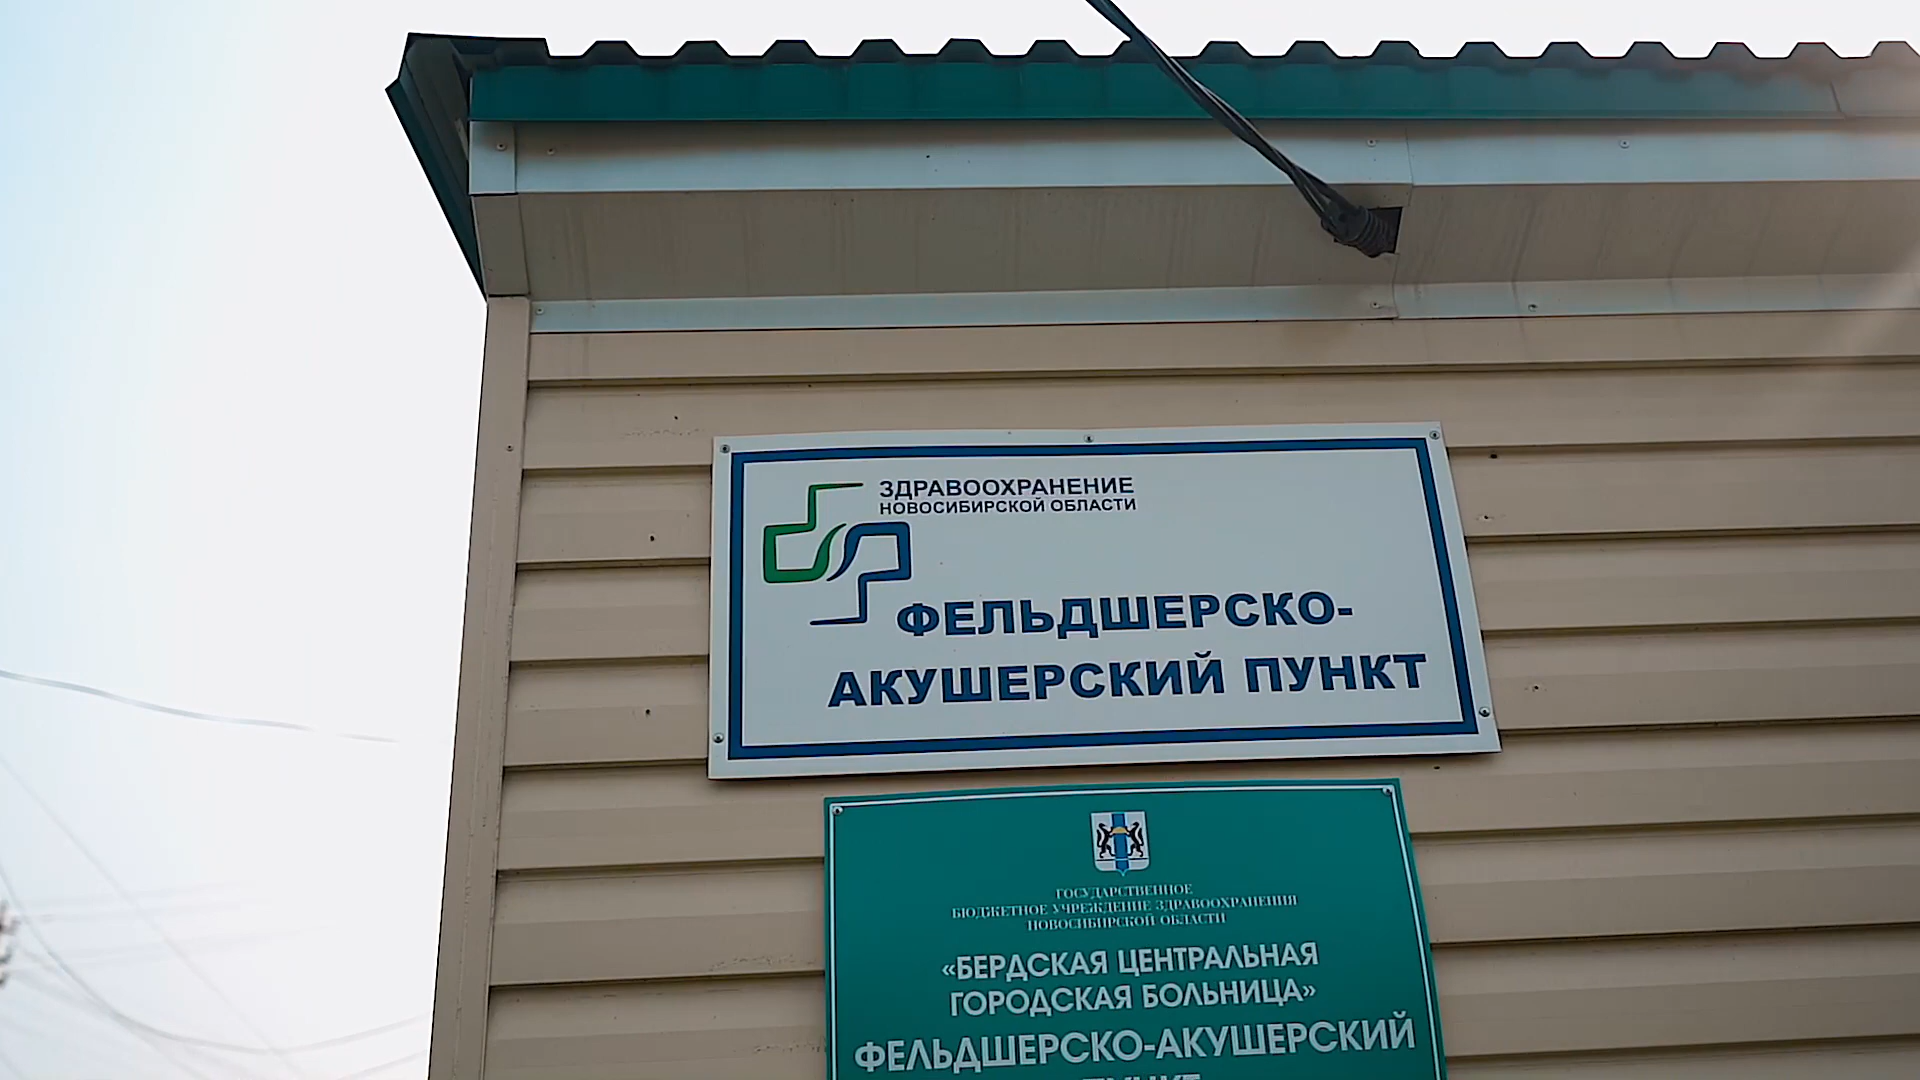 ЗДРАВООХРАНЕНИЕ
НОВОСИБИРСКОЙ ОБЛАСТИ
ФЕЛЬДШЕРСКО-
АКУШЕРСКИЙ ПУНКТ
ГОСУДАРСТВЕННОЕ
БЮДЖЕТНОЕ УЧРЕЖДЕНИЕ ЗДРАВООХРАНЕНИЯ
НОВОСИБИРСКОЙ ОБЛАСТИ
«БЕРДСКАЯ ЦЕНТРАЛЬНАЯ
ГОРОДСКАЯ БОЛЬНИЦА»
ФЕЛЬДШЕРСКО-АКУШЕРСКИЙ